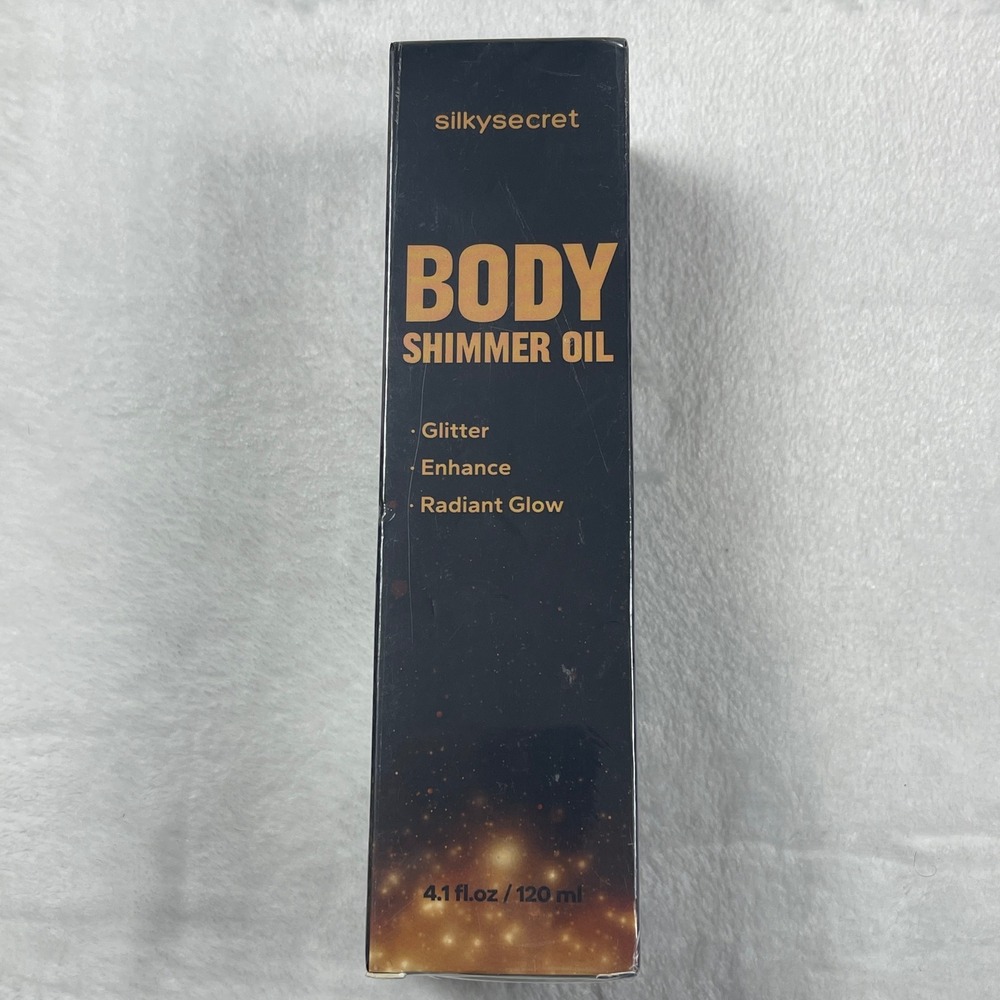 silkysecret
BODY
SHIMMER OIL
· Glitter
· Enhance
· Radiant Glow
4.1 fl.oz / 120 ml